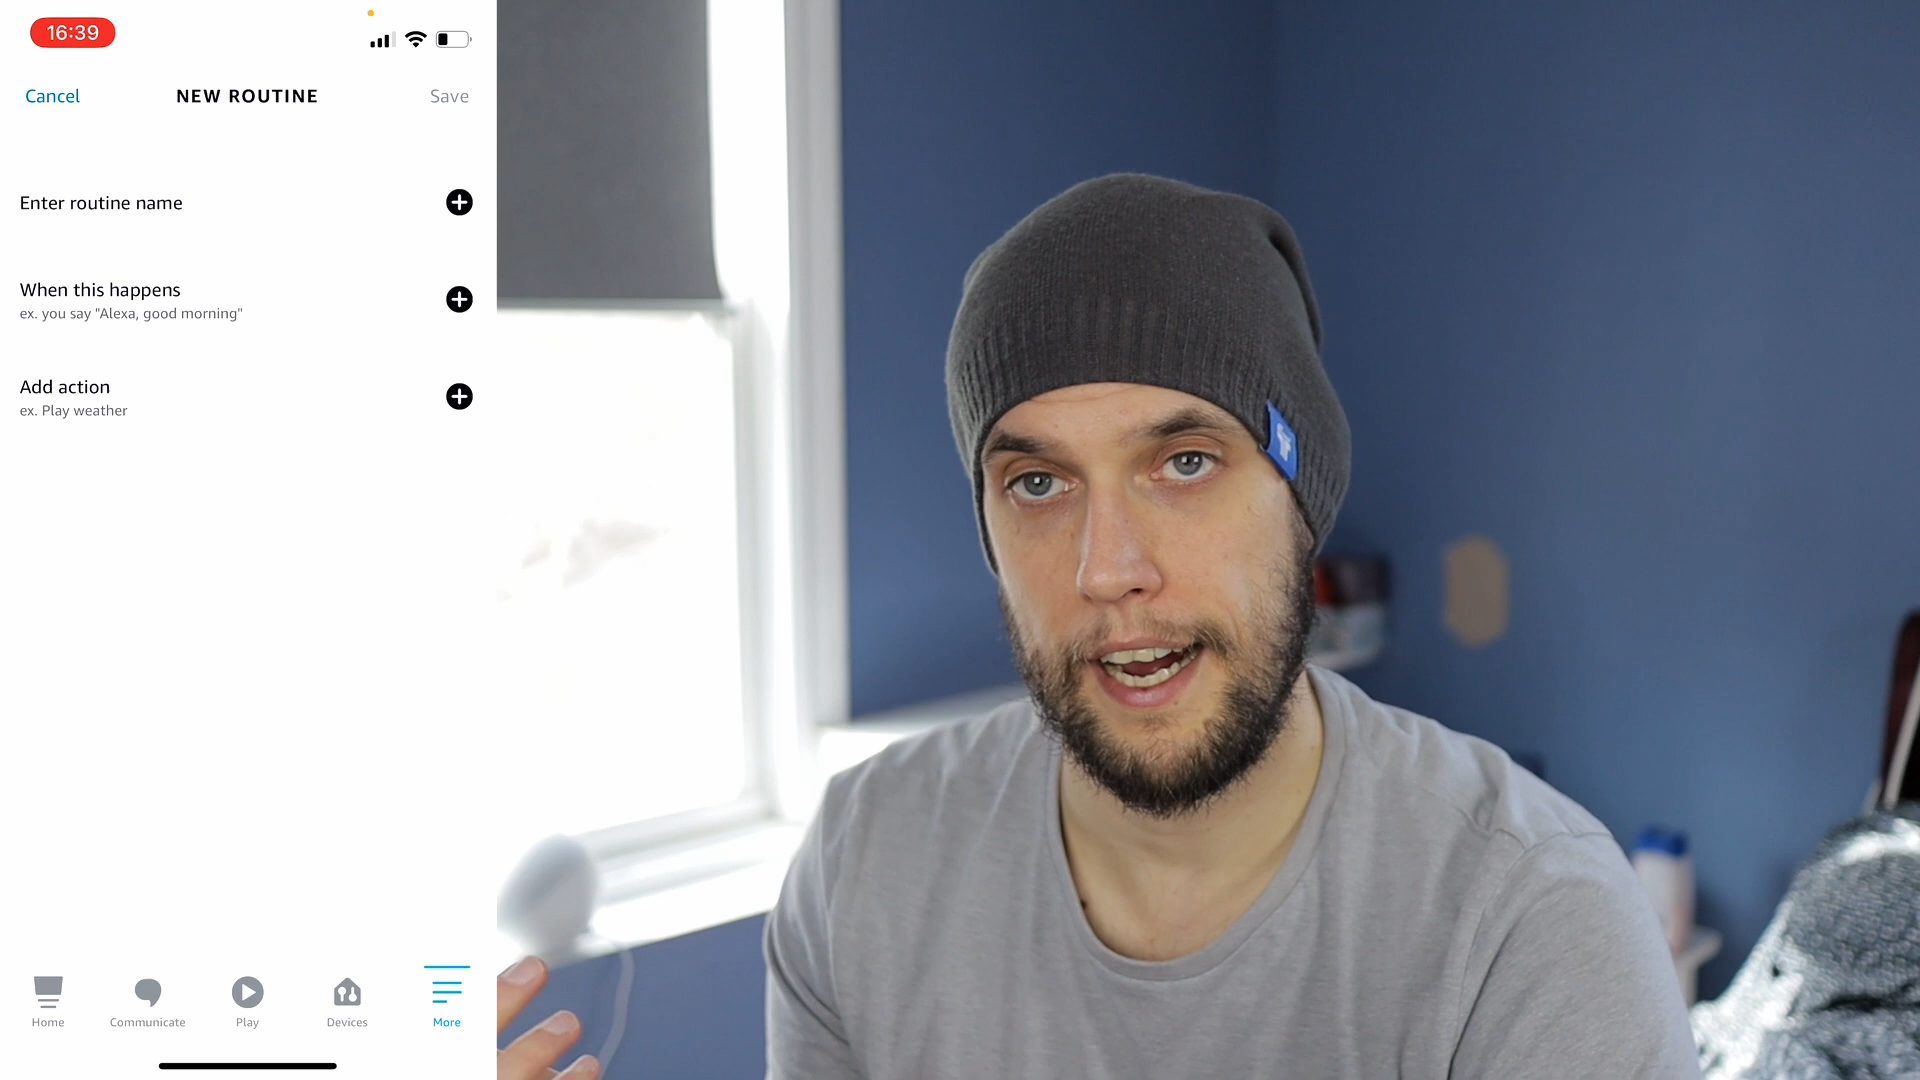 16:39
Cancel
NEW ROUTINE
Save
Enter routine name
When this happens
ex. you say "Alexa, good morning"
Add action
ex. Play weather
Home
Communicate
Play
Devices
More